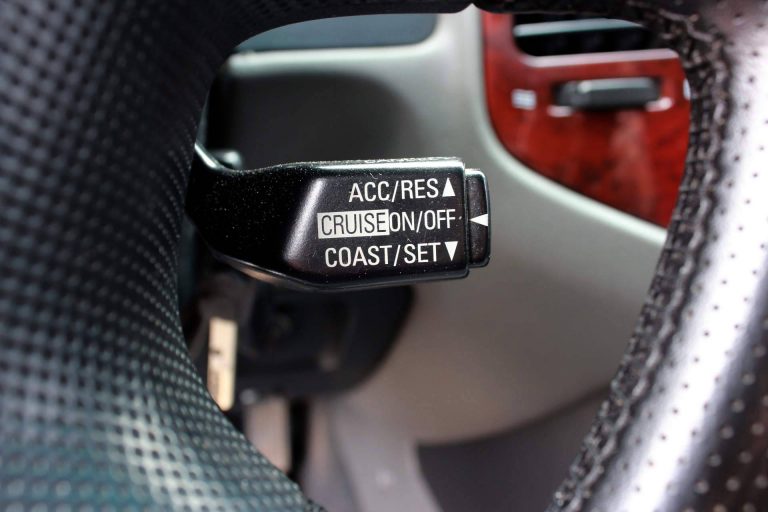 ACC/RES▲
CRUISE ON/OFF ◀
COAST/SET▼